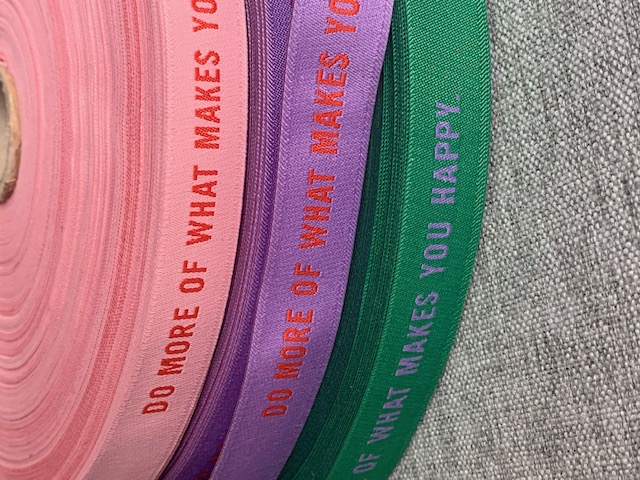 DO MORE OF WHAT MAKES YO
DO MORE OF WHAT MAKES YO
OF WHAT MAKES YOU HAPPY.